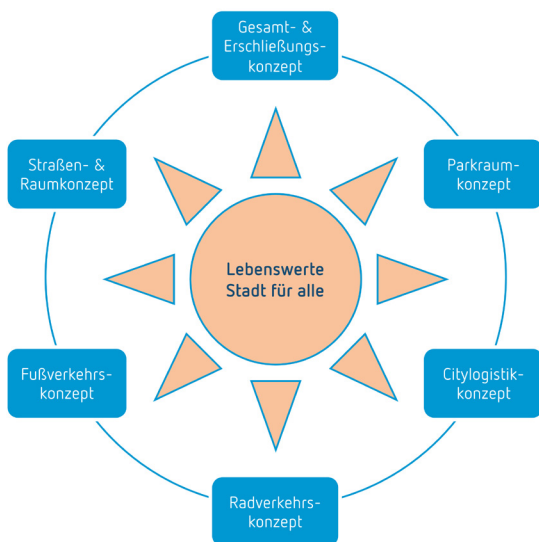 Gesamt- &
Erschließungs-
konzept
Straßen- &
Raumkonzept
Parkraum-
konzept
Lebenswerte
Stadt für alle
Fußverkehrs-
konzept
Citylogistik-
konzept
Radverkehrs-
konzept